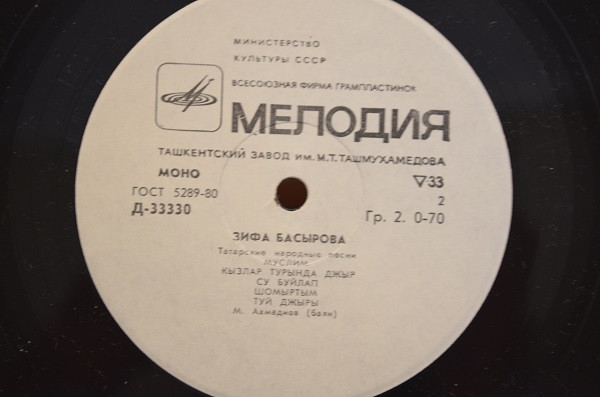 МИНИСТЕРСТВО
КУЛЬТУРЫ СССР
ВСЕСОЮЗНАЯ ФИРМА ГРАМПЛАСТИНОК
МЕЛОДИЯ
ТАШКЕНТСКИЙ ЗАВОД ИМ. М.Т. ТАШМУХАМЕДОВА
МОНО ▽33
ГОСТ 5289-80 2
Д-33330 Гр. 2. 0-70
ЗИФА БАСЫРОВА
Татарские народные песни
МУСЛИМ
КЫЗЛАР ТУРЫНДА ДЖЫР
СУ БУЙЛАП
ШОМЫРТЫМ
ТУЙ ДЖЫРЫ
М. Ахмадиов (баян)